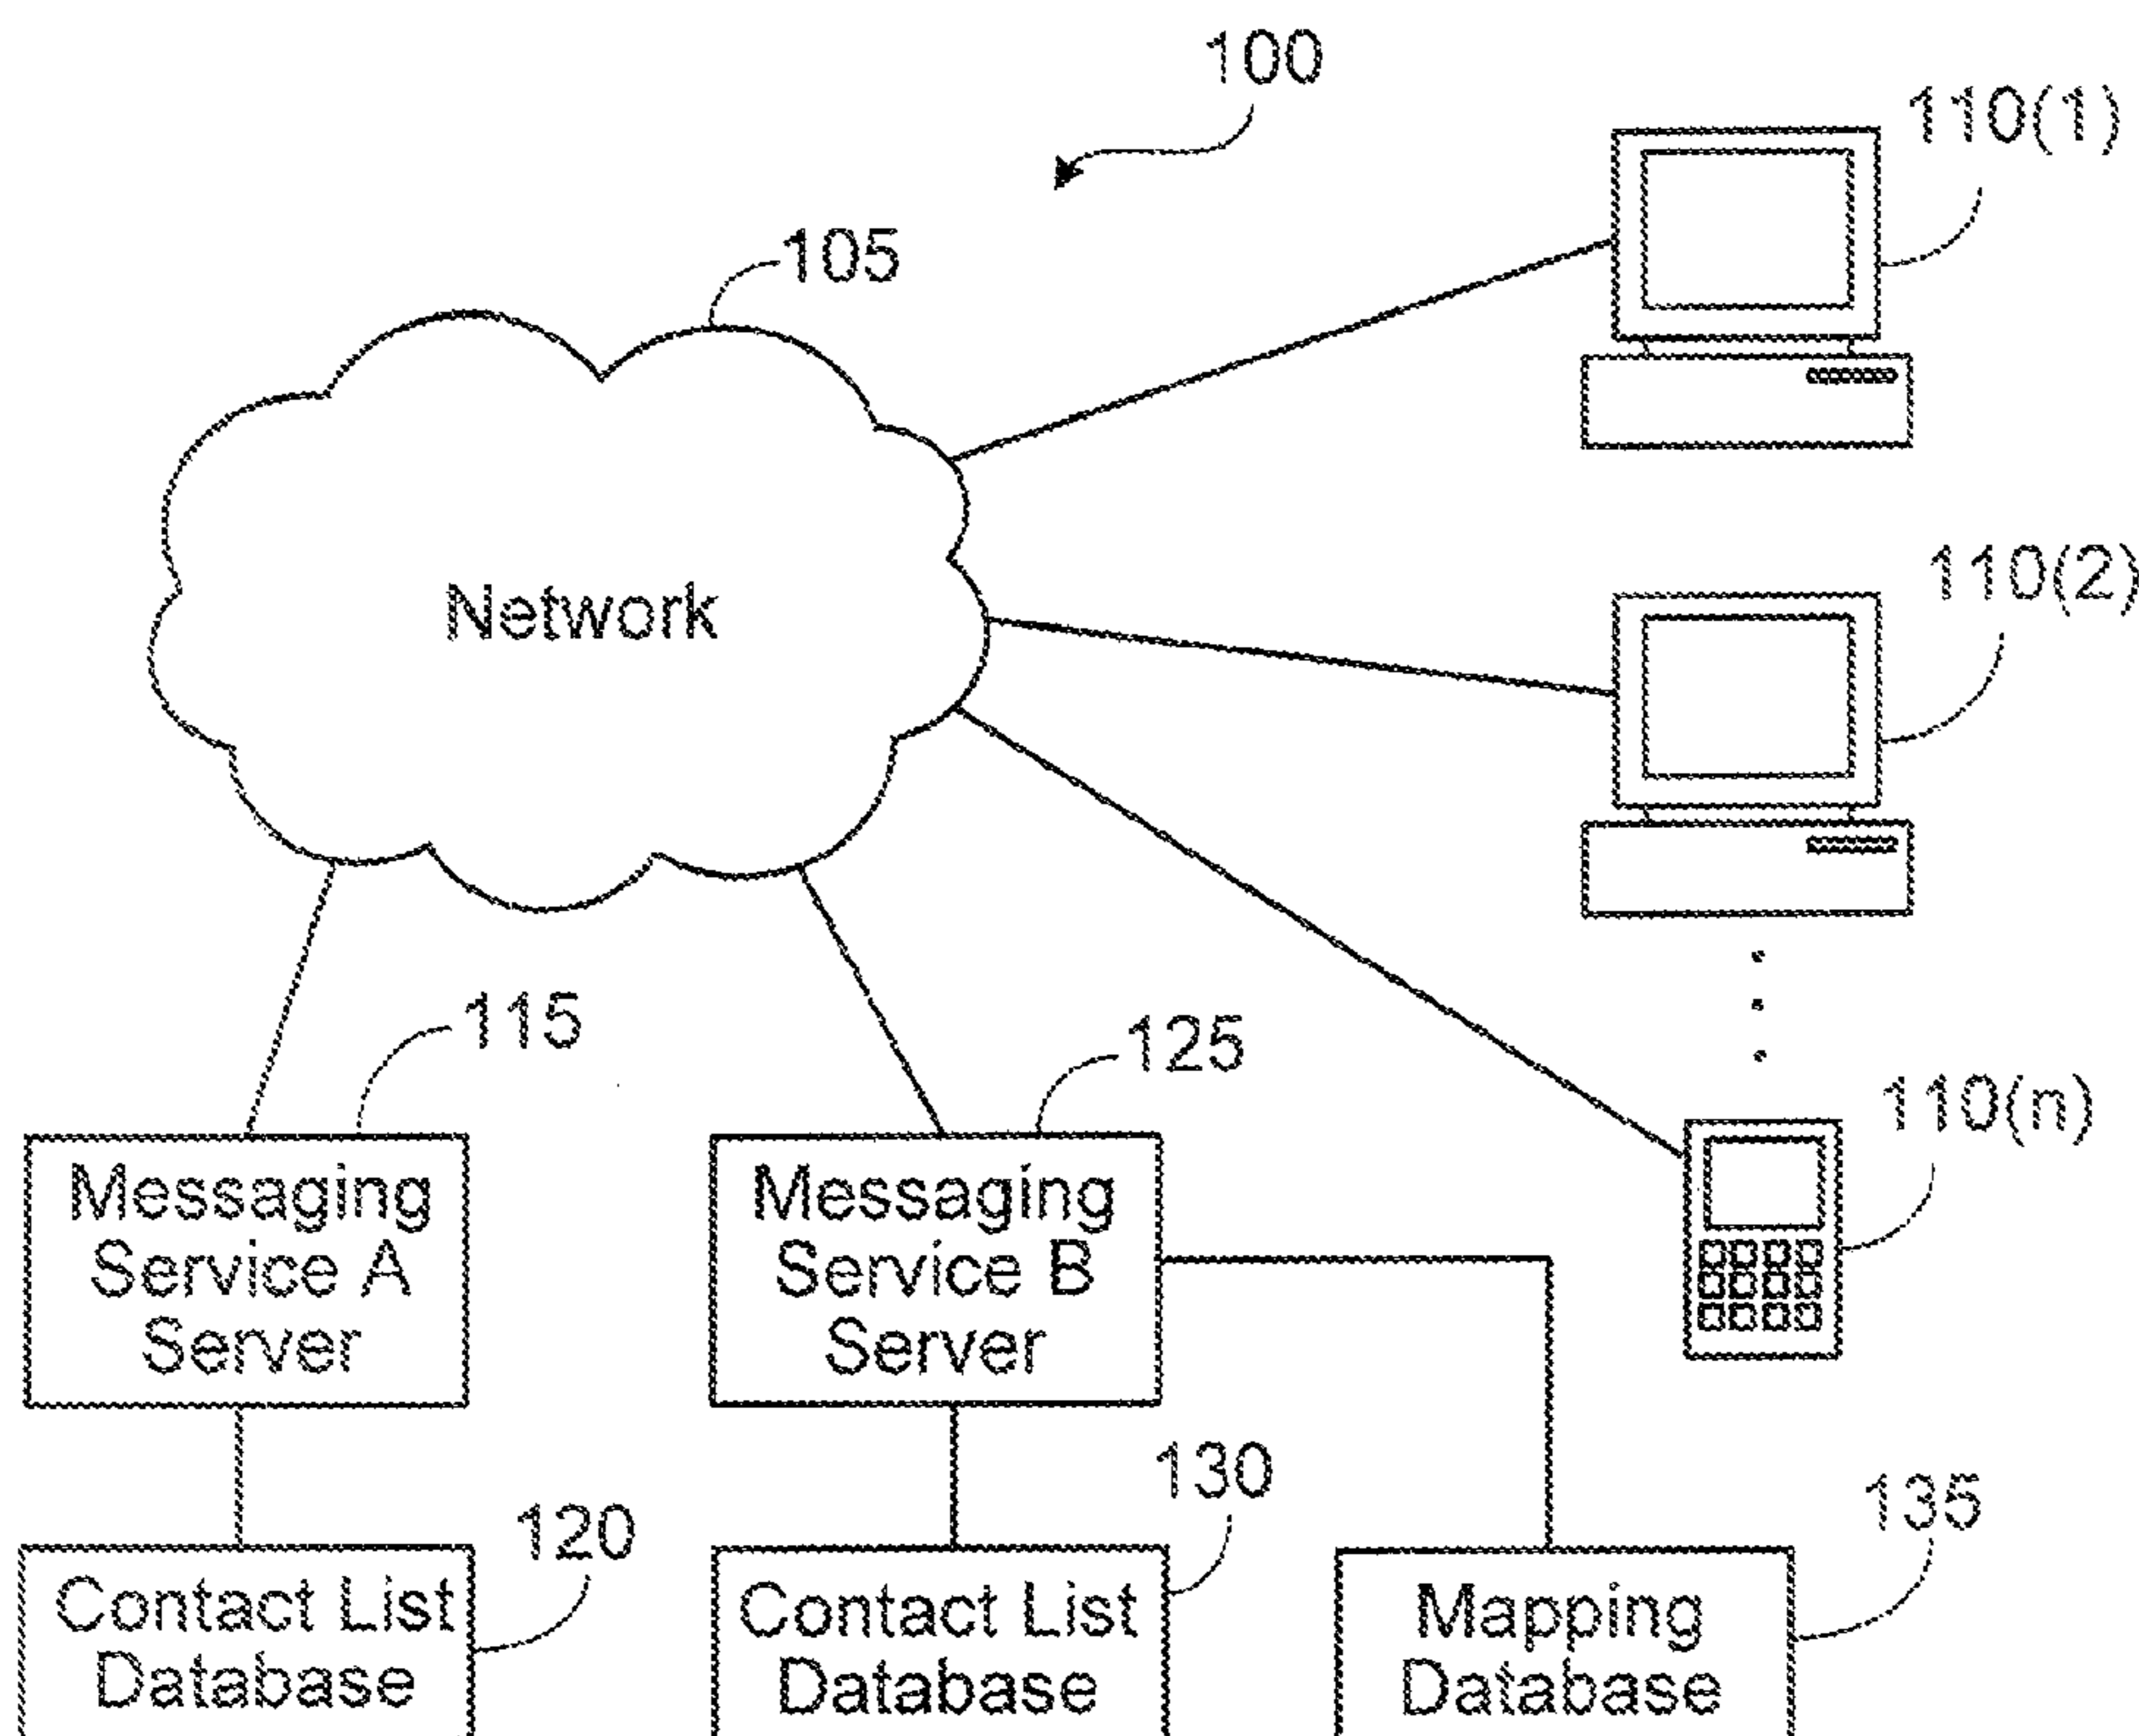 100
110(1)
105
Network
110(2)
115
125
110(n)
Messaging
Service A
Server
Messaging
Service B
Server
120
130
135
Contact List
Database
Contact List
Database
Mapping
Database